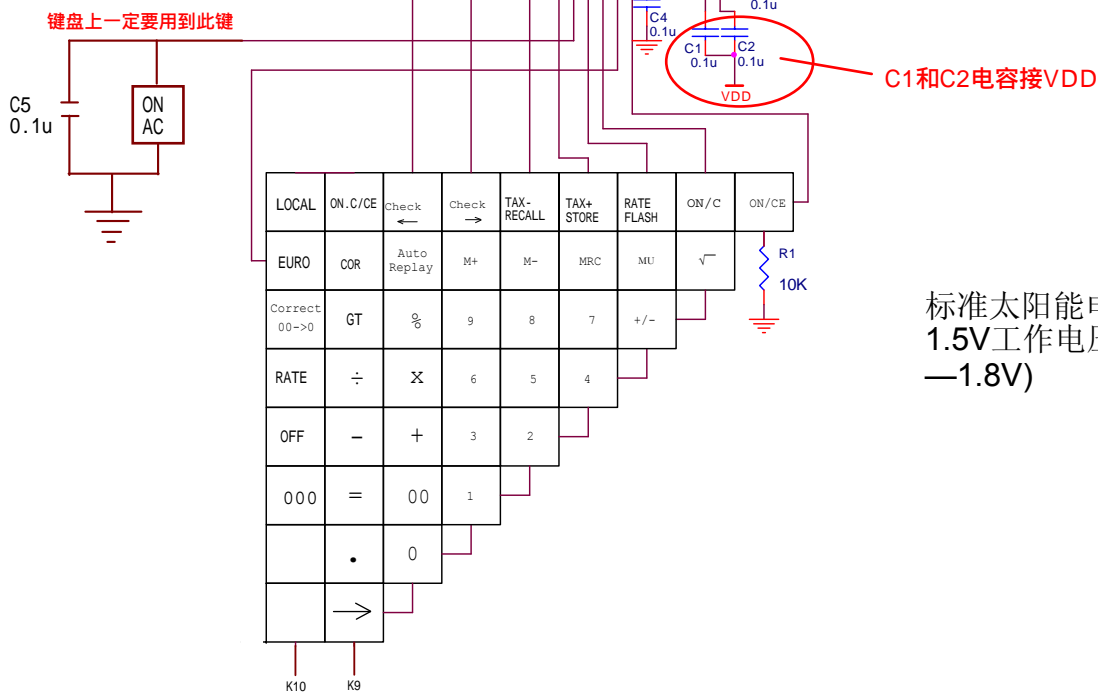 键盘上一定要用到此键
0.1u
C4
0.1u
C1
0.1u
C2
0.1u
VDD
C1和C2电容接VDD
C5
0.1u
ON
AC
LOCAL
ON.C/CE
Check
←
Check
→
TAX-
RECALL
TAX+
STORE
RATE
FLASH
ON/C
ON/CE
EURO
COR
Auto
Replay
M+
M-
MRC
MU
√
R1
10K
Correct
00->0
GT
%
9
8
7
+/-
标准太阳能
1.5V工作电
—1.8V)
RATE
÷
X
6
5
4
OFF
-
+
3
2
000
=
00
1
.
0
→
K10
K9